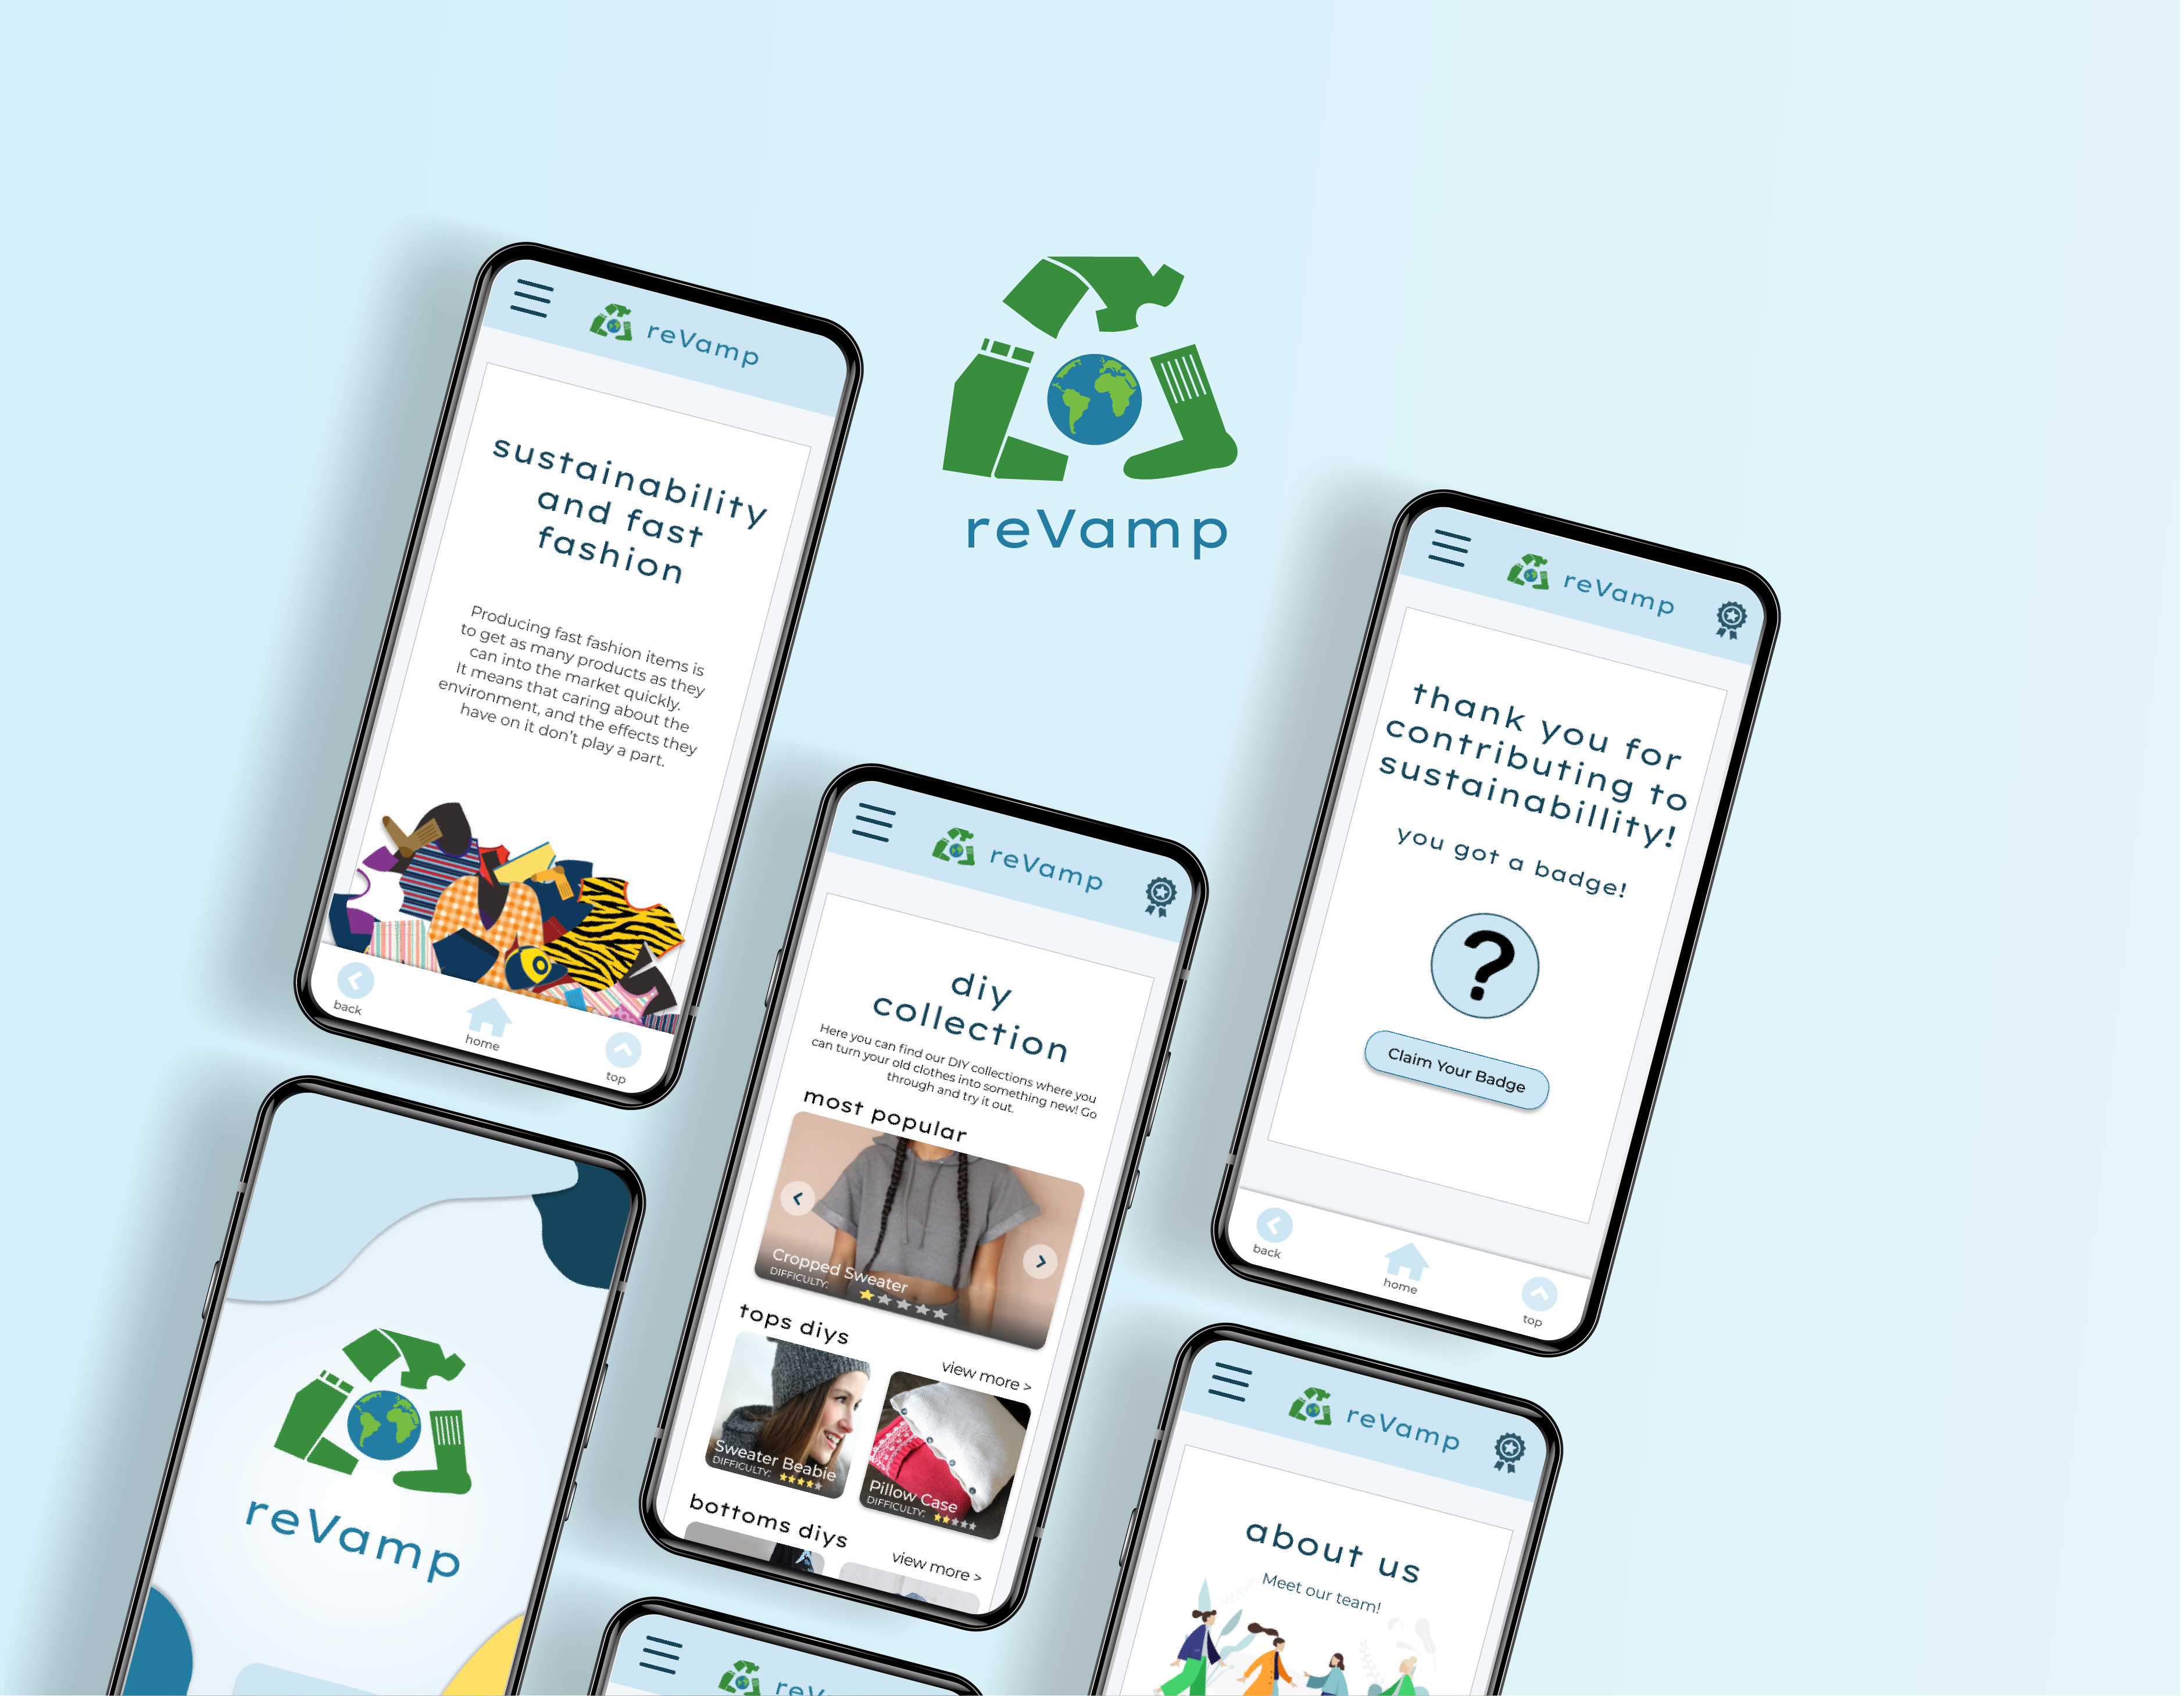 reVamp
reVamp
sustainability
and fast
fashion
Producing fast fashion items is
to get as many products as they
can into the market quickly.
It means that caring about the
environment, and the effects they
have on it don't play a part.
back
home
top
reVamp
thank you for
contributing to
sustainabillity!
you got a badge!
?
Claim Your Badge
back
home
top
reVamp
diy
collection
Here you can find our DIY collections where you
can turn your old clothes into something new! Go
through and try it out.
most popular
Cropped Sweater
DIFFICULTY:
tops diys
view more >
Sweater Beabie
DIFFICULTY:
Pillow Case
DIFFICULTY:
bottoms diys
view more >
reVamp
reVamp
about us
Meet our team!